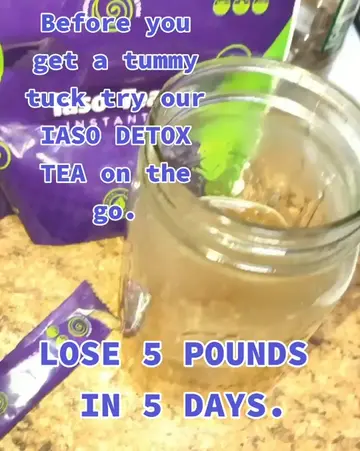 Before you
get a tummy
tuck try our
IASO DETOX
TEA on the
go.
INSTANT
LOSE 5 POUNDS
IN 5 DAYS.